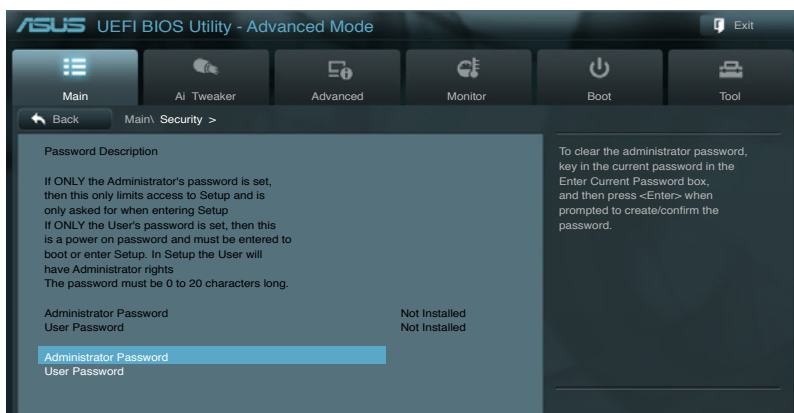 ASUS UEFI BIOS Utility - Advanced Mode
Exit
Main
Ai Tweaker
Advanced
Monitor
Boot
Tool
Back
Main\ Security >
Password Description
If ONLY the Administrator's password is set,
then this only limits access to Setup and is
only asked for when entering Setup
If ONLY the User's password is set, then this
is a power on password and must be entered to
boot or enter Setup. In Setup the User will
have Administrator rights
The password must be 0 to 20 characters long.
Administrator Password Not Installed
User Password Not Installed
Administrator Password
User Password
To clear the administrator password,
key in the current password in the
Enter Current Password box,
and then press <Enter> when
prompted to create/confirm the
password.